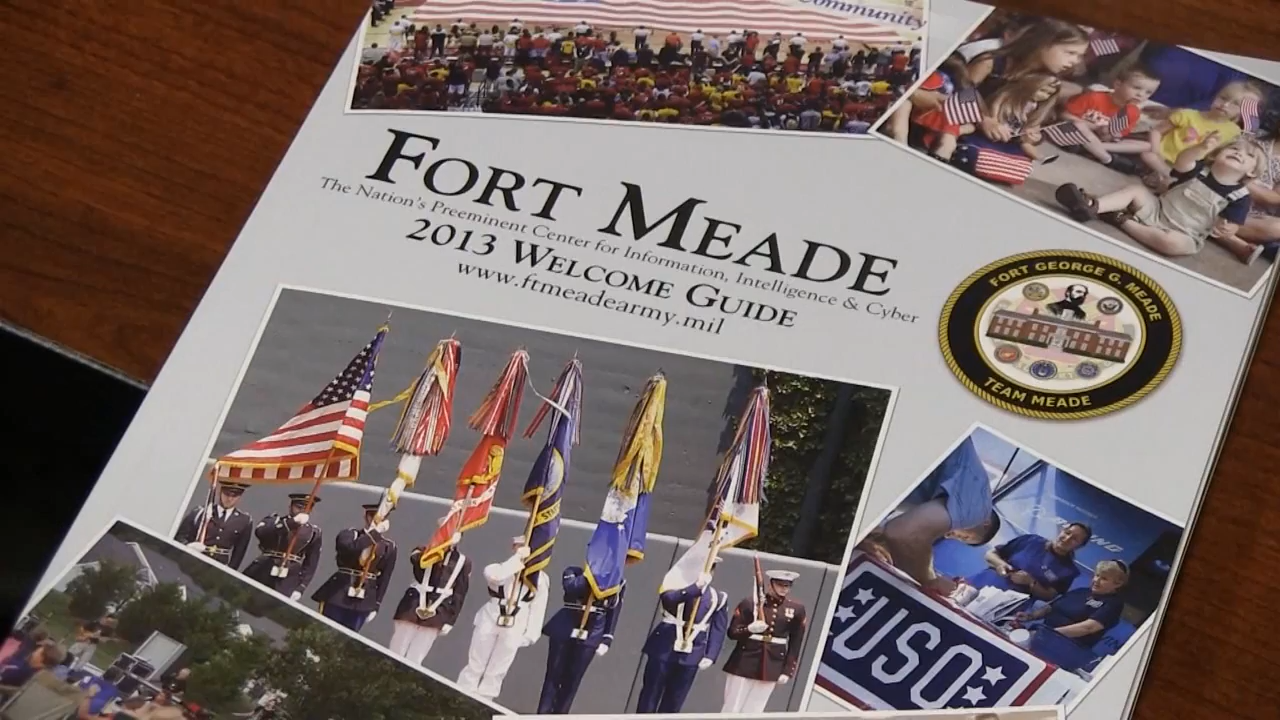 Community
FORT MEADE
The Nation's Preeminent Center for Information, Intelligence & Cyber
2013 WELCOME GUIDE
www.ftmeadearmy.mil
FORT GEORGE G. MEADE
TEAM MEADE
USO